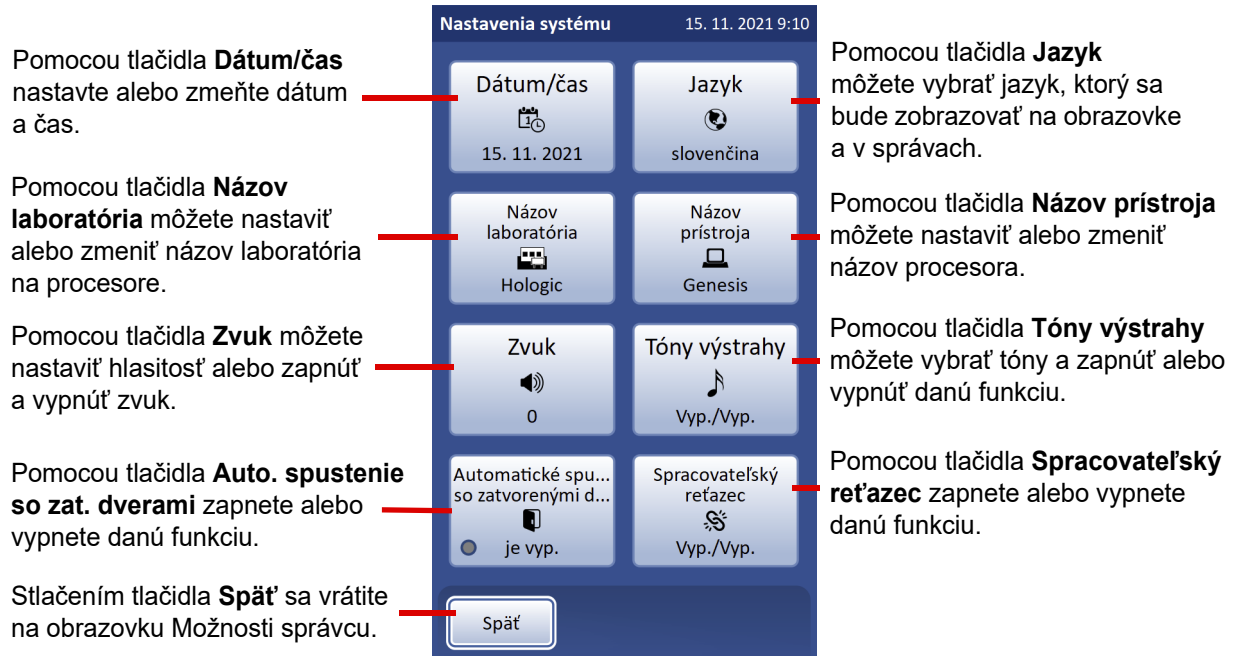 Nastavenia systému 15. 11. 2021 9:10
Pomocou tlačidla Dátum/čas
nastavte alebo zmeňte dátum
a čas.
Dátum/čas
15. 11. 2021
Jazyk
slovenčina
Pomocou tlačidla Jazyk
môžete vybrať jazyk, ktorý sa
bude zobrazovať na obrazovke
a v správach.
Pomocou tlačidla Názov
laboratória môžete nastaviť
alebo zmeniť názov laboratória
na procesore.
Názov
laboratória
Hologic
Názov
prístroja
Genesis
Pomocou tlačidla Názov prístroja
môžete nastaviť alebo zmeniť
názov procesora.
Pomocou tlačidla Zvuk môžete
nastaviť hlasitosť alebo zapnúť
a vypnúť zvuk.
Zvuk
0
Tóny výstrahy
Vyp./Vyp.
Pomocou tlačidla Tóny výstrahy
môžete vybrať tóny a zapnúť alebo
vypnúť danú funkciu.
Pomocou tlačidla Auto. spustenie
so zat. dverami zapnete alebo
vypnete danú funkciu.
Automatické spu...
so zatvorenými d...
je vyp.
Spracovateľský
reťazec
Vyp./Vyp.
Pomocou tlačidla Spracovateľský
reťazec zapnete alebo vypnete
danú funkciu.
Stlačením tlačidla Späť sa vrátite
na obrazovku Možnosti správcu.
Späť